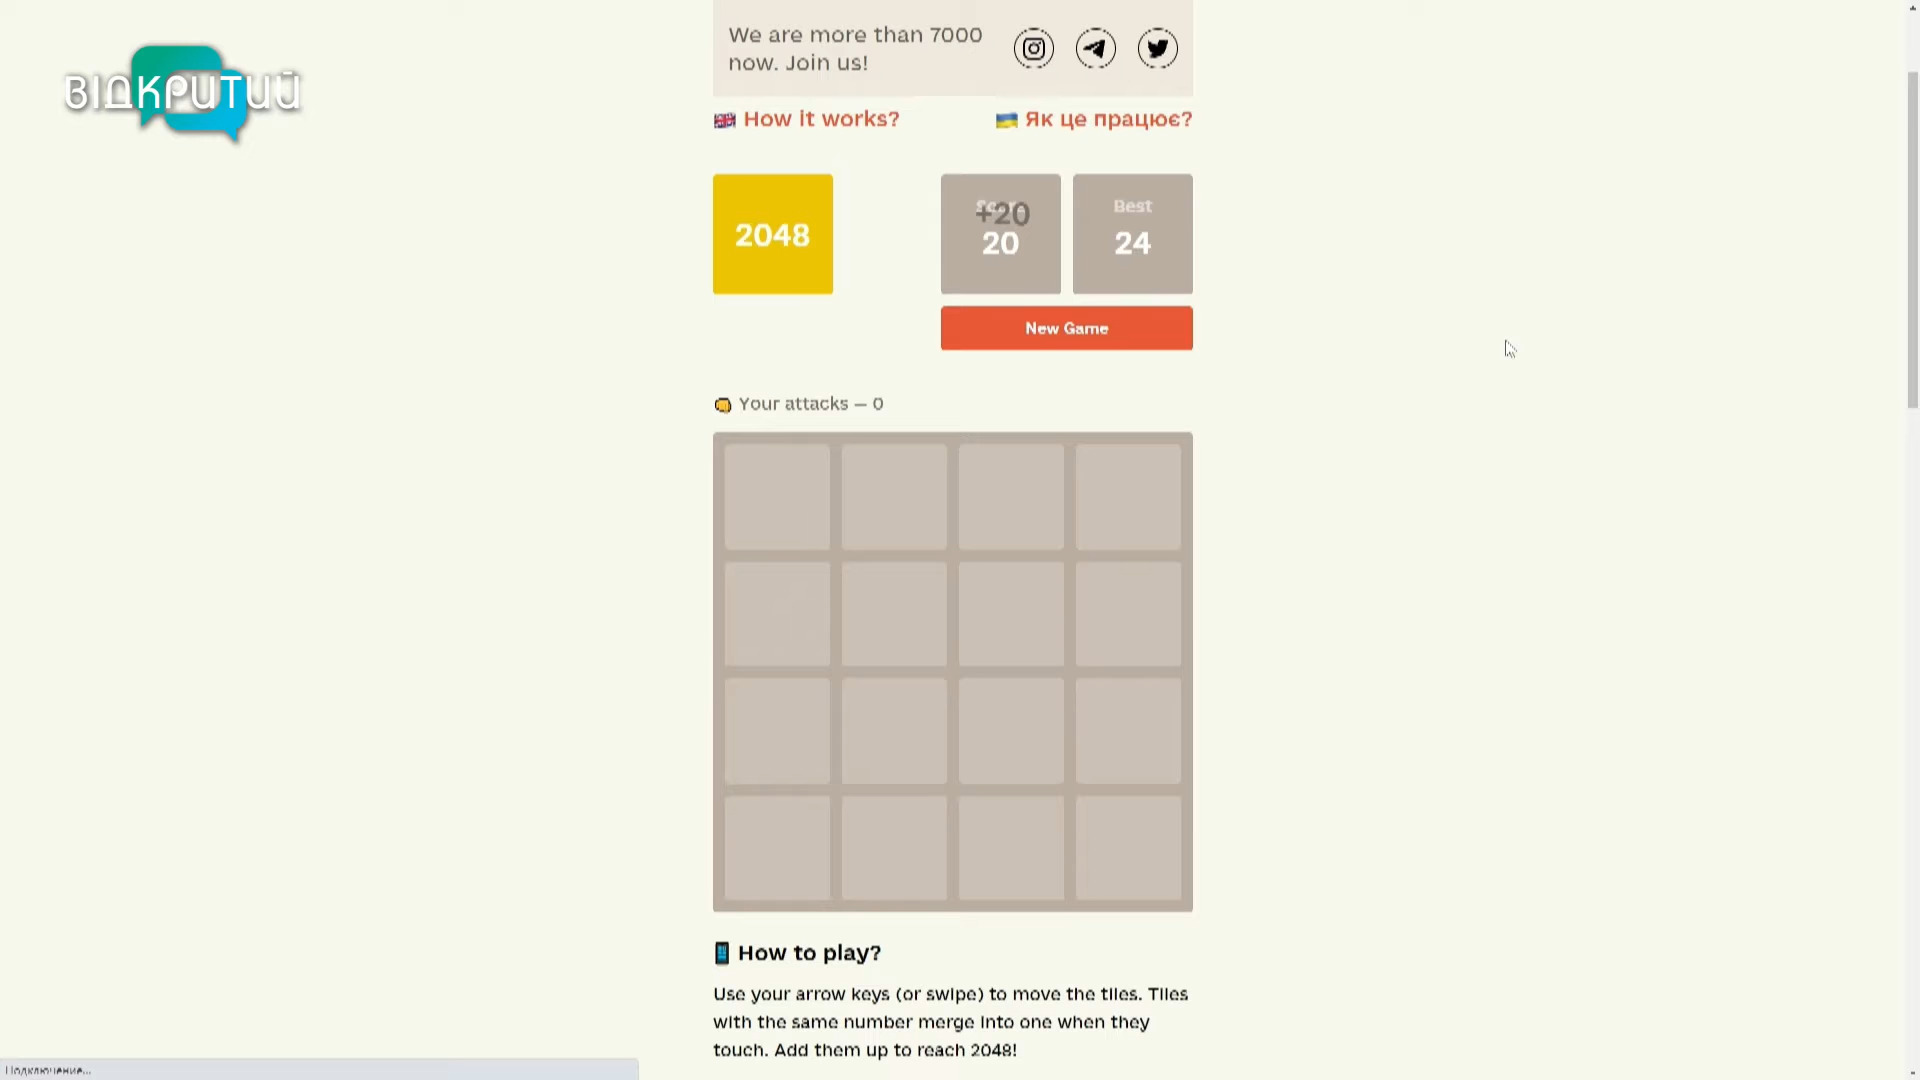 ВІДКРИТИЙ
We are more than 7000
now. Join us!
How it works?
Як це працює?
2048
Score
+20
20
Best
24
New Game
Your attacks – 0
How to play?
Use your arrow keys (or swipe) to move the tiles. Tiles
with the same number merge into one when they
touch. Add them up to reach 2048!
Подключение...